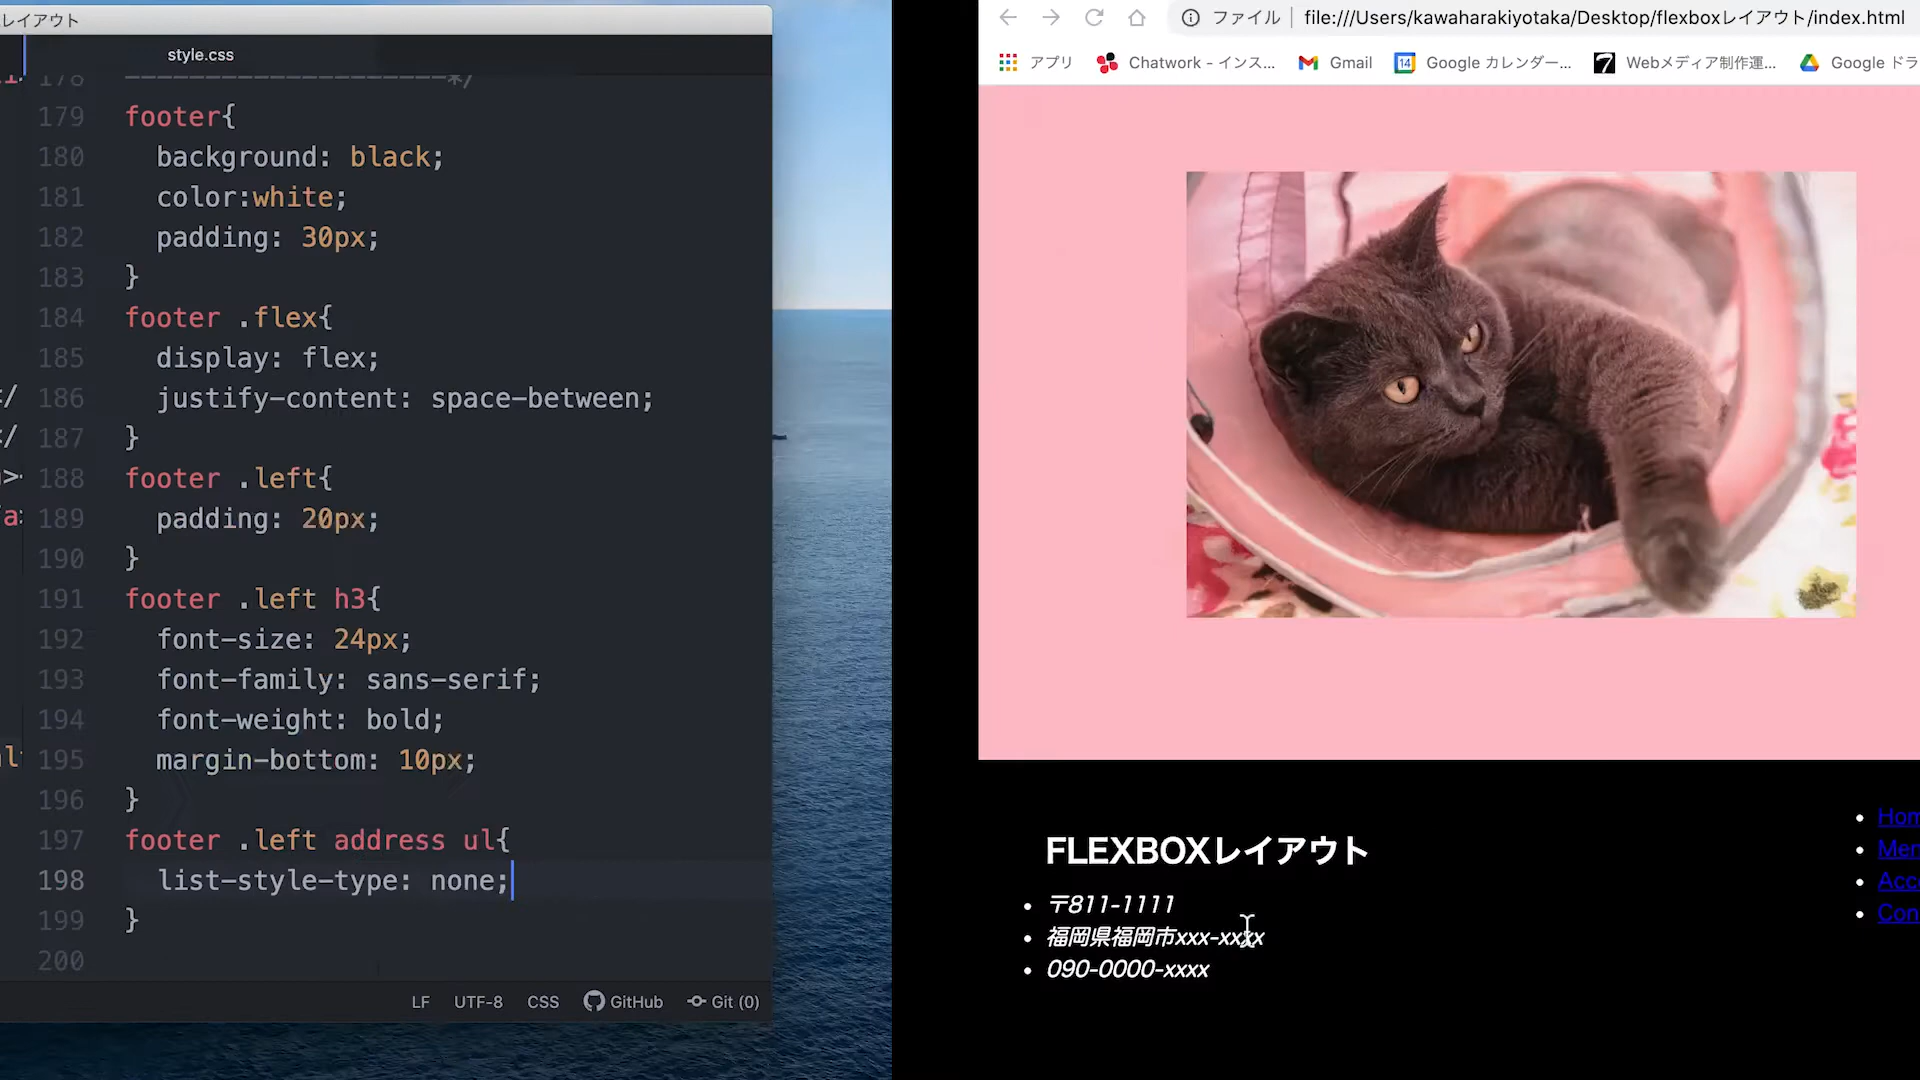 レイアウト
style.css
178 --------------------*/
179 footer{
180 background: black;
181 color:white;
182 padding: 30px;
183 }
184 footer .flex{
185 display: flex;
186 justify-content: space-between;
187 }
188 footer .left{
189 padding: 20px;
190 }
191 footer .left h3{
192 font-size: 24px;
193 font-family: sans-serif;
194 font-weight: bold;
195 margin-bottom: 10px;
196 }
197 footer .left address ul{
198 list-style-type: none;
199 }
200
LF UTF-8 CSS GitHub Git (0)
ファイル file:///Users/kawaharakiyotaka/Desktop/flexboxレイアウト/index.html
アプリ Chatwork - インス... 14 Gmail Google カレンダー... Webメディア制作運... Google ドラ
FLEXBOXレイアウト
〒811-1111
福岡県福岡市xxx-xxxx
090-0000-xxxx
Hom
Men
Acce
Con